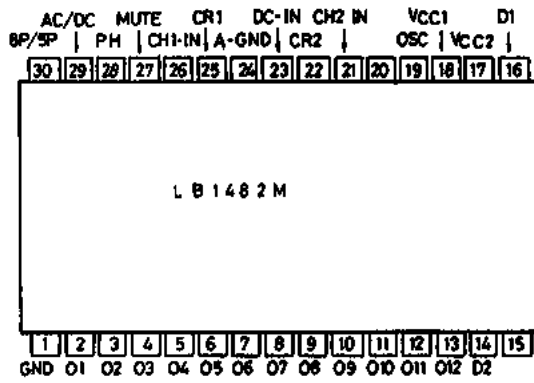 AC/DC MUTE CR1 DC-IN CH2 IN VCC1 D1
8P/5P PH CH1-IN A-GND CR2 OSC VCC2
30 29 28 27 26 25 24 23 22 21 20 19 18 17 16
LB1482M
1 2 3 4 5 6 7 8 9 10 11 12 13 14 15
GND O1 O2 O3 O4 O5 O6 O7 O8 O9 O10 O11 O12 D2